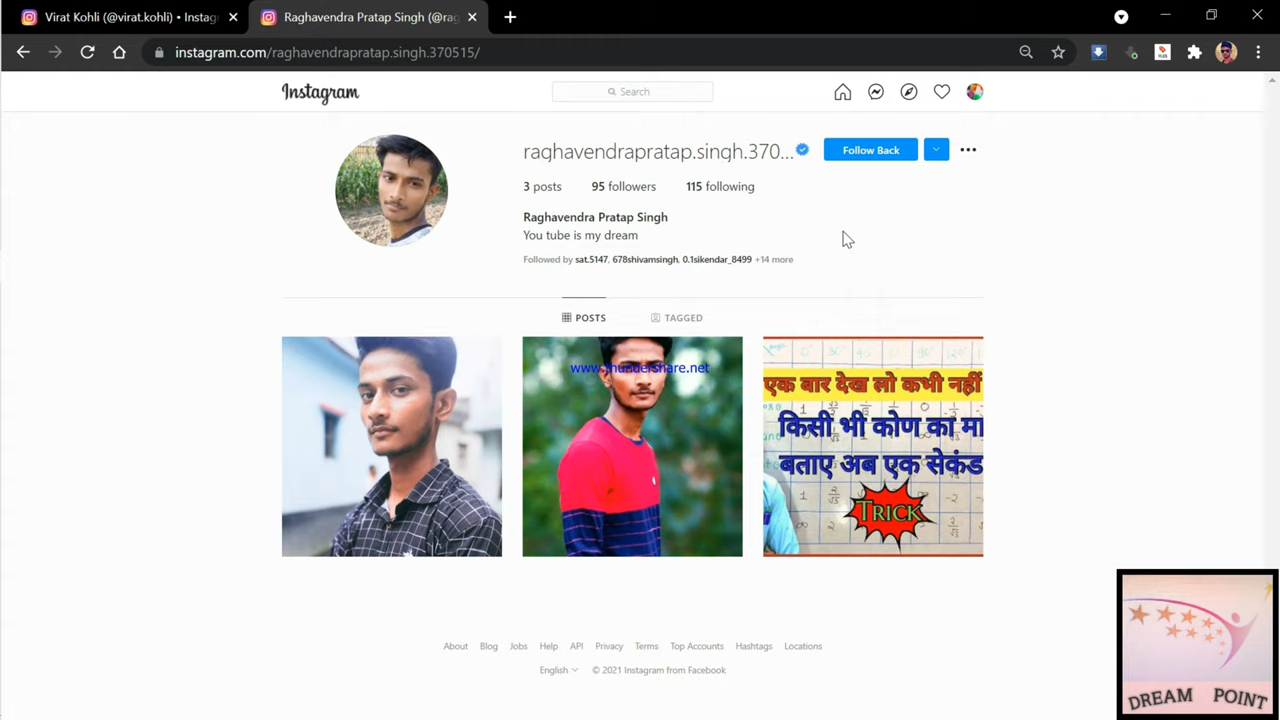 Virat Kohli (@virat.kohli) • Instag
Raghavendra Pratap Singh (@rag
instagram.com/raghavendrapratap.singh.370515/
Instagram
Search
raghavendrapratap.singh.370...
Follow Back
3 posts 95 followers 115 following
Raghavendra Pratap Singh
You tube is my dream
Followed by sat.5147, 678shivamsingh, 0.1sikendar_8499 +14 more
POSTS TAGGED
www.thundershare.net
एक बार देख लो कभी नहीं
किसी भी कोण का मा
बताए अब एक सेकंड
TRICK
About Blog Jobs Help API Privacy Terms Top Accounts Hashtags Locations
English © 2021 Instagram from Facebook
DREAM POINT